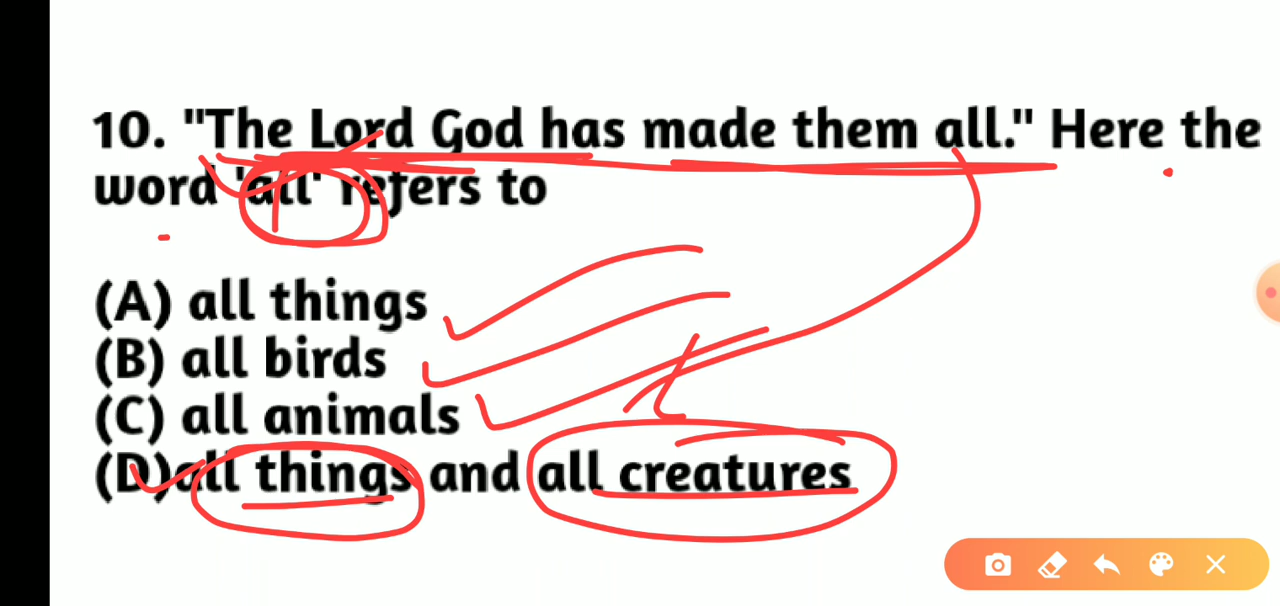 10. "The Lord God has made them all." Here the
word 'all' refers to
(A) all things
(B) all birds
(C) all animals
(D)all things and all creatures